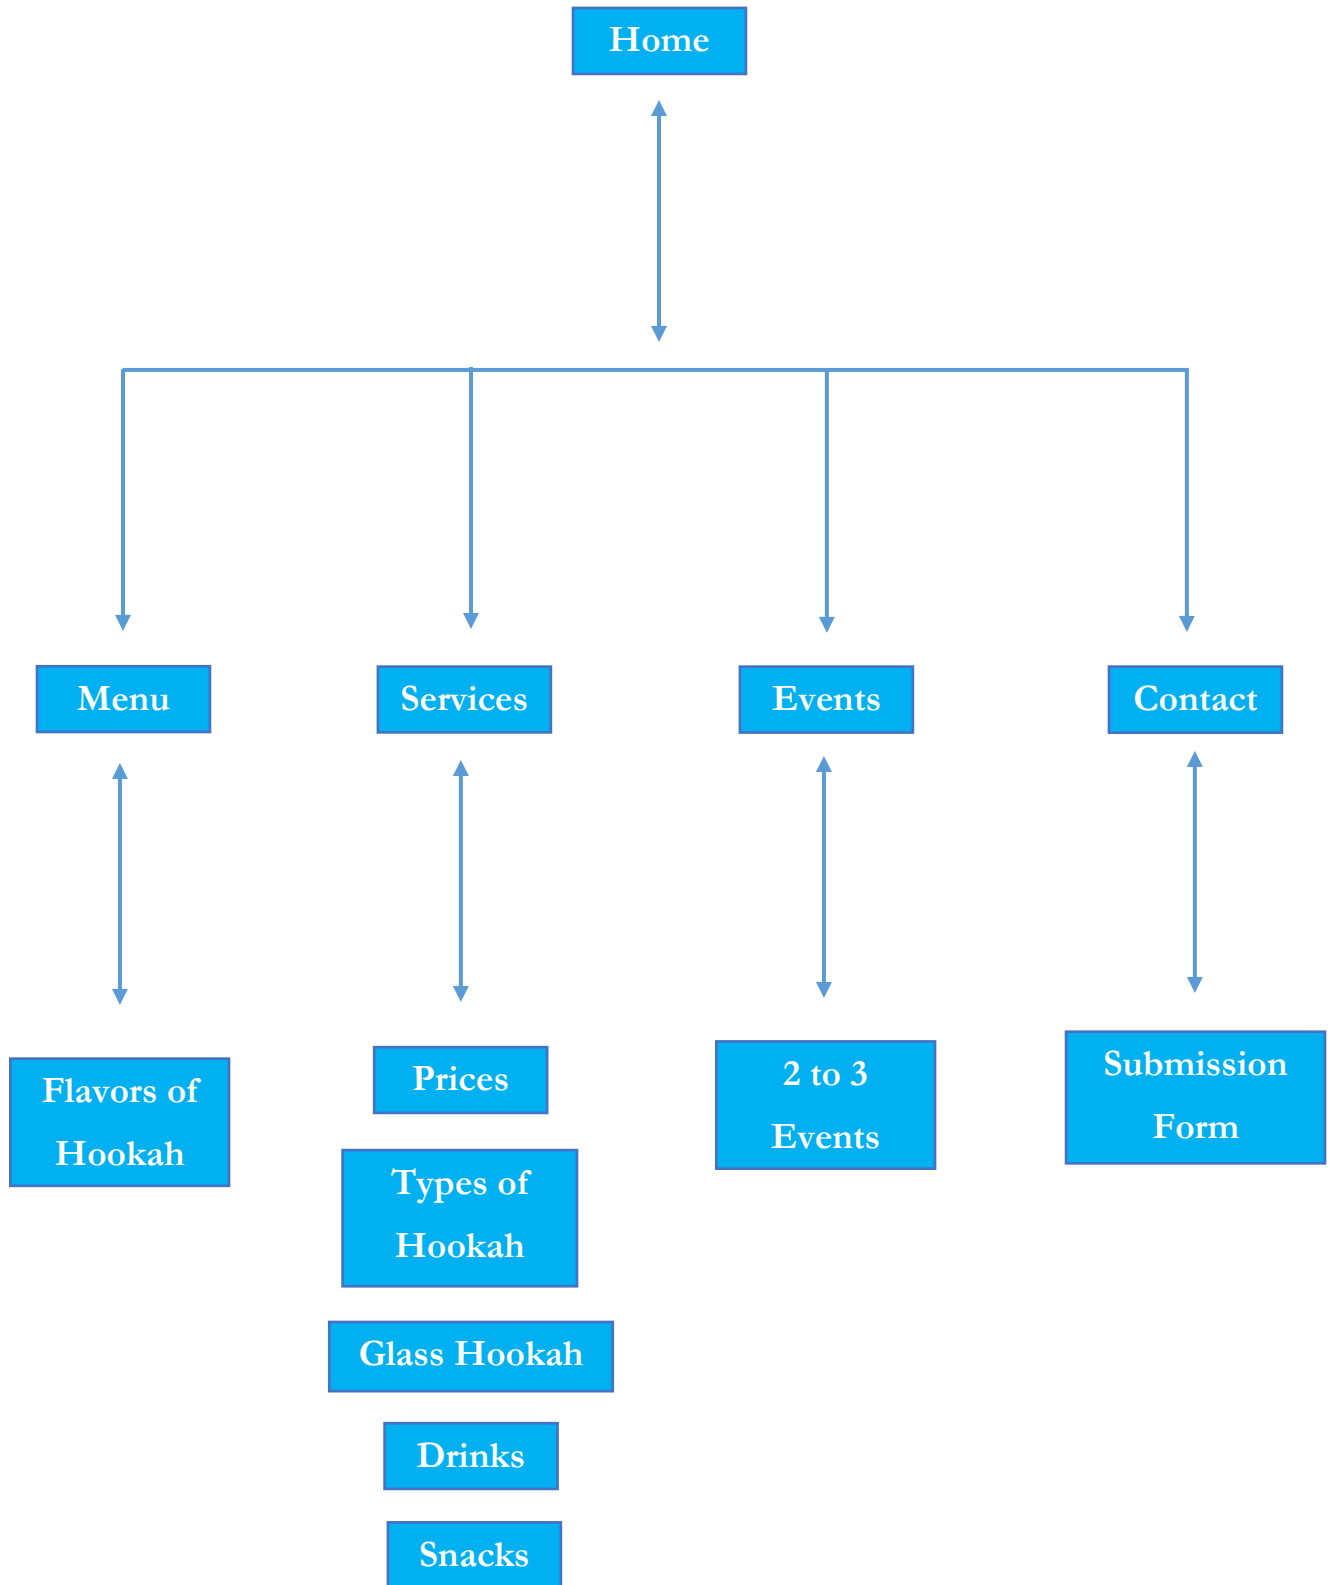 Home
Menu
Services
Events
Contact
Flavors of
Hookah
Prices
Types of
Hookah
Glass Hookah
Drinks
Snacks
2 to 3
Events
Submission
Form